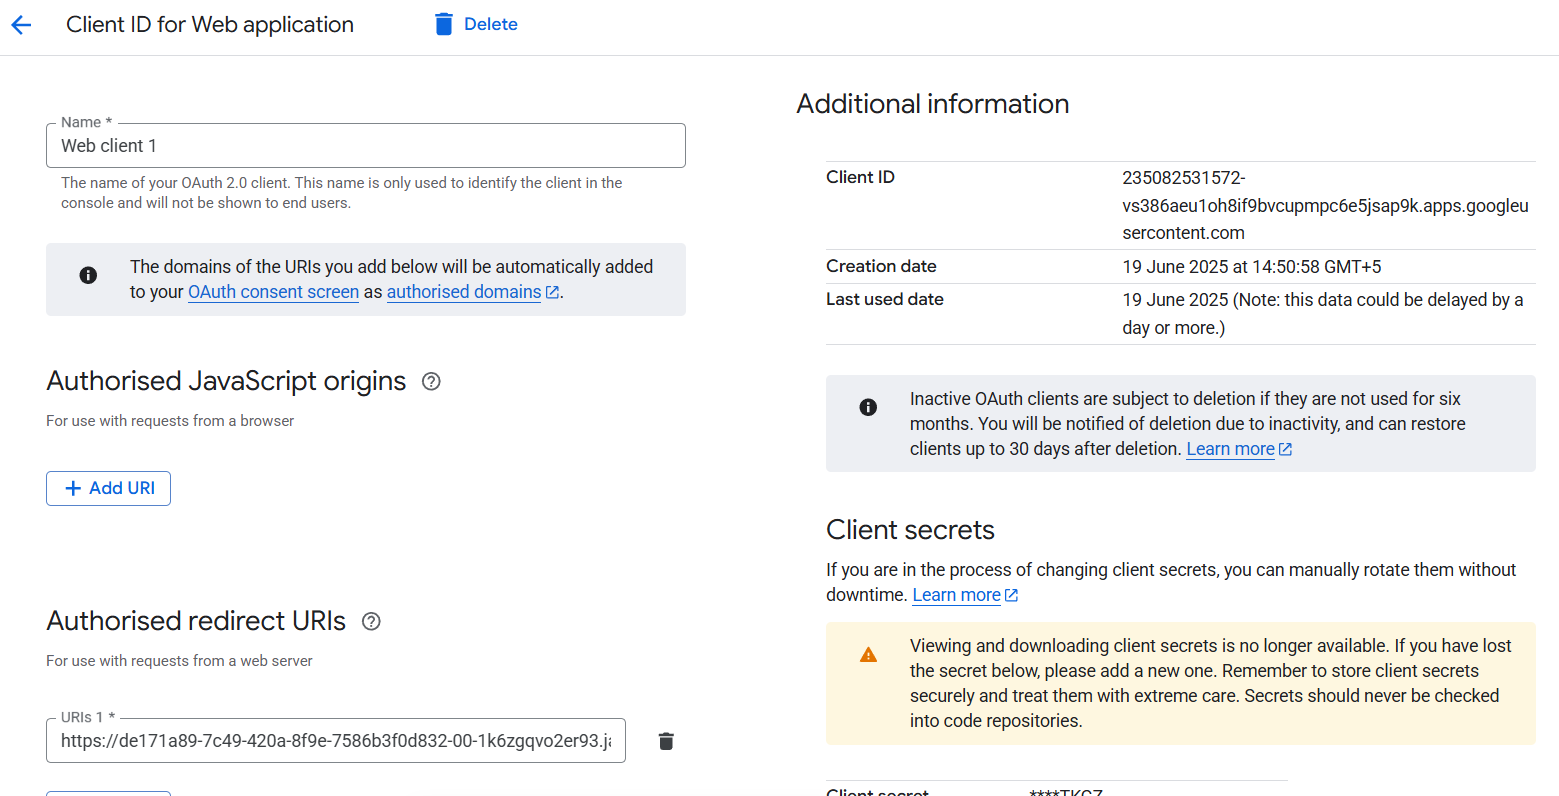 Client ID for Web application
Delete
Name *
Web client 1
The name of your OAuth 2.0 client. This name is only used to identify the client in the
console and will not be shown to end users.
The domains of the URIs you add below will be automatically added
to your OAuth consent screen as authorised domains.
Authorised JavaScript origins
For use with requests from a browser
+ Add URI
Authorised redirect URIs
For use with requests from a web server
URIs 1 *
https://de171a89-7c49-420a-8f9e-7586b3f0d832-00-1k6zgqvo2er93.ja
Additional information
Client ID
235082531572-
vs386aeu1oh8if9bvcupmpc6e5jsap9k.apps.googleu
sercontent.com
Creation date
19 June 2025 at 14:50:58 GMT+5
Last used date
19 June 2025 (Note: this data could be delayed by a
day or more.)
Inactive OAuth clients are subject to deletion if they are not used for six
months. You will be notified of deletion due to inactivity, and can restore
clients up to 30 days after deletion. Learn more
Client secrets
If you are in the process of changing client secrets, you can manually rotate them without
downtime. Learn more
Viewing and downloading client secrets is no longer available. If you have lost
the secret below, please add a new one. Remember to store client secrets
securely and treat them with extreme care. Secrets should never be checked
into code repositories.
Client secret